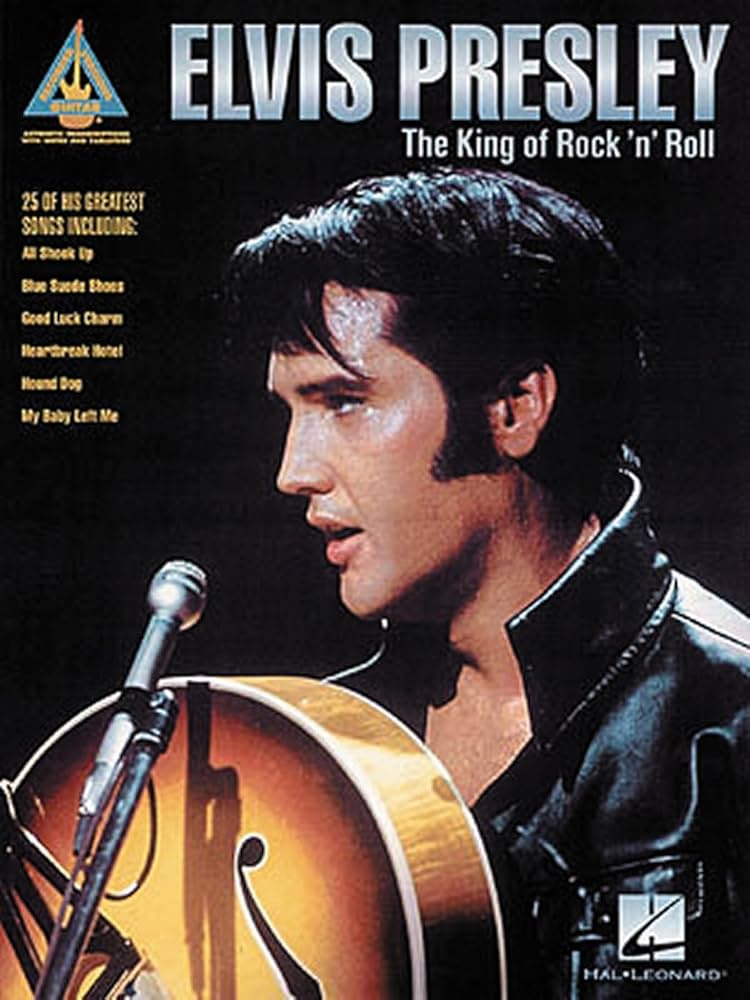 ELVIS PRESLEY
The King of Rock 'n' Roll
GUITAR
25 OF HIS GREATEST
SONGS INCLUDING:
All Shook Up
Blue Suede Shoes
Good Luck Charm
Heartbreak Hotel
Hound Dog
My Baby Left Me
HAL•LEONARD®